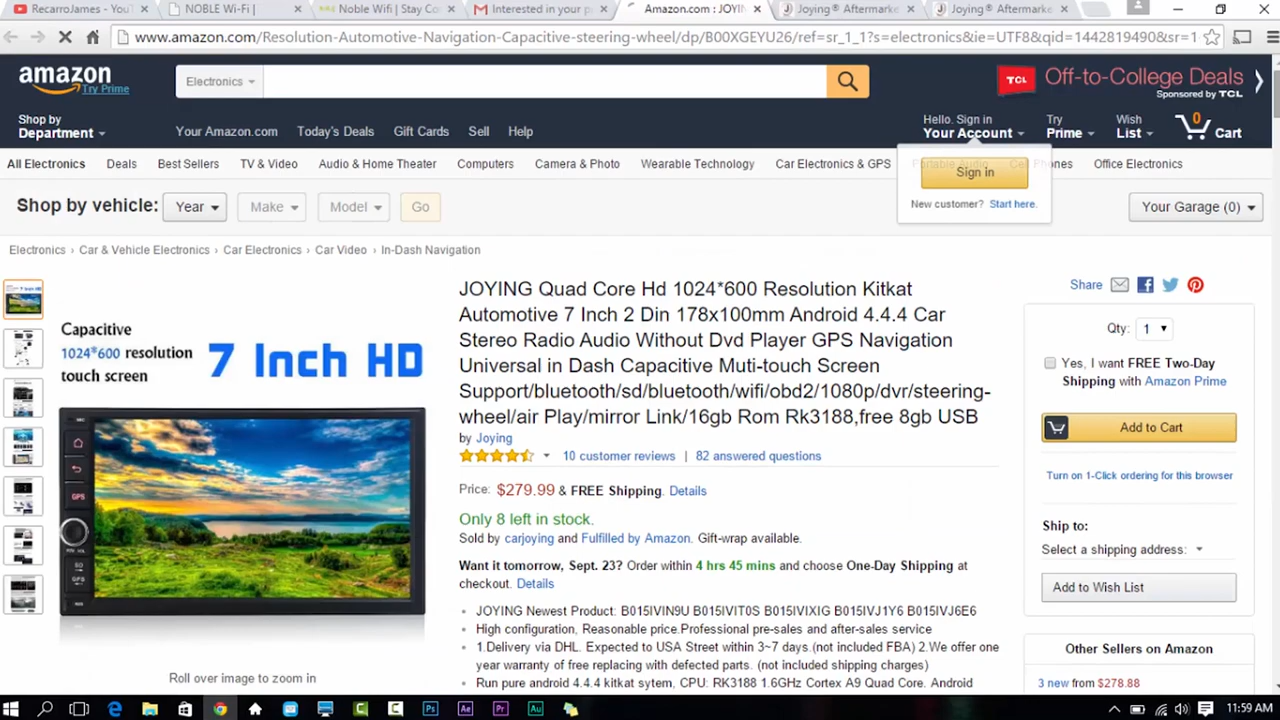 RecarroJames - YouT
NOBLE Wi-Fi |
Noble Wifi | Stay Co
Interested in your p
Amazon.com : JOYIN
Joying® Aftermarke
Joying® Aftermarke
www.amazon.com/Resolution-Automotive-Navigation-Capacitive-steering-wheel/dp/B00XGEYU26/ref=sr_1_1?s=electronics&ie=UTF8&qid=1442819490&sr=1
amazon
Try Prime
Electronics
TCL
Off-to-College Deals
Sponsored by TCL
Shop by
Department
Your Amazon.com
Today's Deals
Gift Cards
Sell
Help
Hello. Sign in
Your Account
Try
Prime
Wish
List
0
Cart
All Electronics
Deals
Best Sellers
TV & Video
Audio & Home Theater
Computers
Camera & Photo
Wearable Technology
Car Electronics & GPS
Portable Audio
Cell Phones
Office Electronics
Sign in
New customer? Start here.
Shop by vehicle:
Year
Make
Model
Go
Your Garage (0)
Electronics › Car & Vehicle Electronics › Car Electronics › Car Video › In-Dash Navigation
Capacitive
1024*600 resolution
touch screen
7 Inch HD
GPS
SD
GPS
Roll over image to zoom in
JOYING Quad Core Hd 1024*600 Resolution Kitkat
Automotive 7 Inch 2 Din 178x100mm Android 4.4.4 Car
Stereo Radio Audio Without Dvd Player GPS Navigation
Universal in Dash Capacitive Muti-touch Screen
Support/bluetooth/sd/bluetooth/wifi/obd2/1080p/dvr/steering-
wheel/air Play/mirror Link/16gb Rom Rk3188,free 8gb USB
by Joying
10 customer reviews | 82 answered questions
Price: $279.99 & FREE Shipping. Details
Only 8 left in stock.
Sold by carjoying and Fulfilled by Amazon. Gift-wrap available.
Want it tomorrow, Sept. 23? Order within 4 hrs 45 mins and choose One-Day Shipping at
checkout. Details
• JOYING Newest Product: B015IVIN9U B015IVIT0S B015IVIXIG B015IVJ1Y6 B015IVJ6E6
• High configuration, Reasonable price.Professional pre-sales and after-sales service
• 1.Delivery via DHL. Expected to USA Street within 3~7 days.(not included FBA) 2.We offer one
year warranty of free replacing with defected parts. (not included shipping charges)
• Run pure android 4.4.4 kitkat sytem, CPU: RK3188 1.6GHz Cortex A9 Quad Core. Android
Share
Qty: 1
Yes, I want FREE Two-Day
Shipping with Amazon Prime
Add to Cart
Turn on 1-Click ordering for this browser
Ship to:
Select a shipping address:
Add to Wish List
Other Sellers on Amazon
3 new from $278.88
Ps
Ae
Pr
Au
11:59 AM